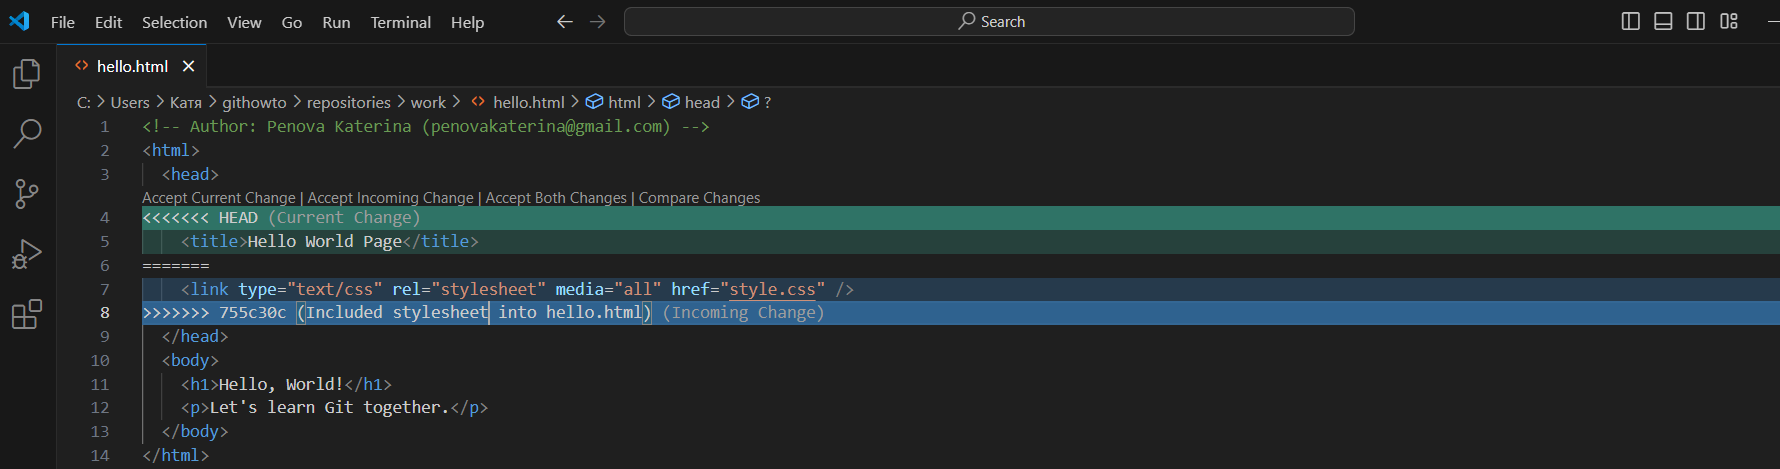 File Edit Selection View Go Run Terminal Help Search
hello.html
C: > Users > Катя > githowto > repositories > work > hello.html > html > head > ?
1 <!-- Author: Penova Katerina (penovakaterina@gmail.com) -->
2 <html>
3 <head>
Accept Current Change | Accept Incoming Change | Accept Both Changes | Compare Changes
4 <<<<<<< HEAD (Current Change)
5 <title>Hello World Page</title>
6 =======
7 <link type="text/css" rel="stylesheet" media="all" href="style.css" />
8 >>>>>>> 755c30c (Included stylesheet into hello.html) (Incoming Change)
9 </head>
10 <body>
11 <h1>Hello, World!</h1>
12 <p>Let's learn Git together.</p>
13 </body>
14 </html>